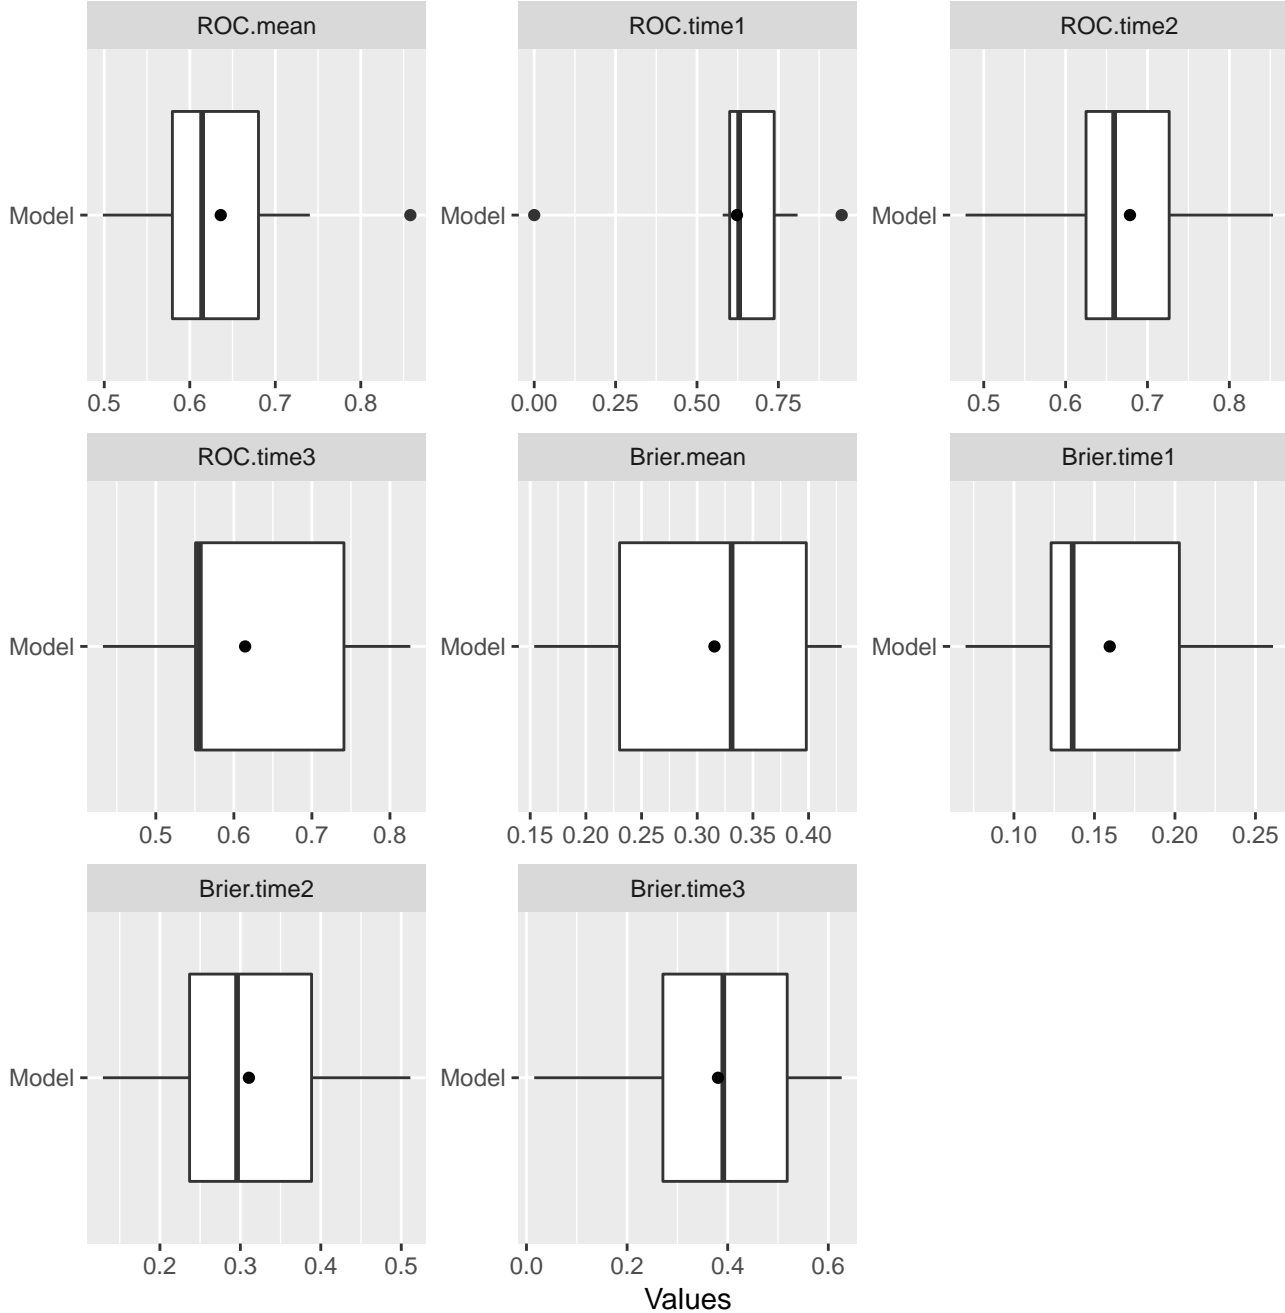 ROC.mean ROC.time1 ROC.time2
Model Model Model
0.5 0.6 0.7 0.8 0.00 0.25 0.50 0.75 0.5 0.6 0.7 0.8
ROC.time3 Brier.mean Brier.time1
Model Model Model
0.5 0.6 0.7 0.8 0.15 0.20 0.25 0.30 0.35 0.40 0.10 0.15 0.20 0.25
Brier.time2 Brier.time3
Model Model
0.2 0.3 0.4 0.5 0.0 0.2 0.4 0.6
Values